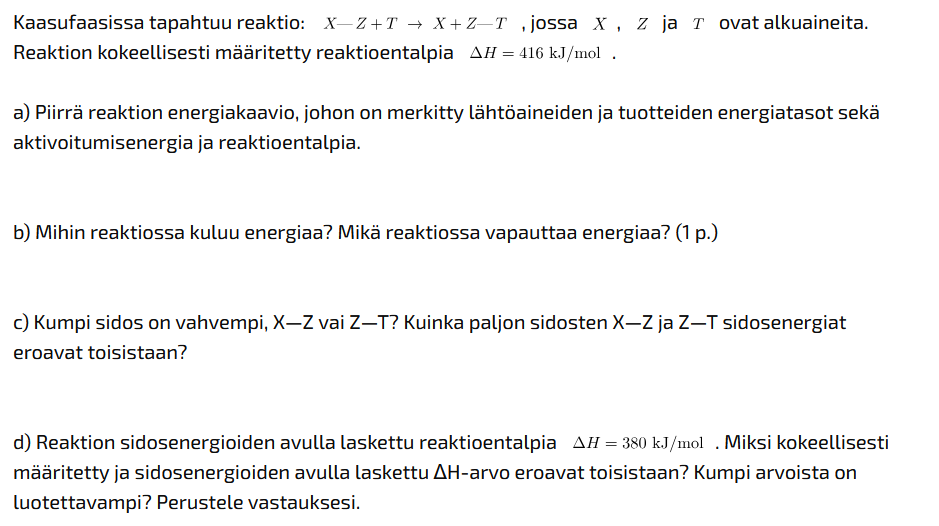 Kaasufaasissa tapahtuu reaktio: X—Z+T → X+Z—T , jossa X , Z ja T ovat alkuaineita.
Reaktion kokeellisesti määritetty reaktioentalpia ΔH = 416 kJ/mol .
a) Piirrä reaktion energiakaavio, johon on merkitty lähtöaineiden ja tuotteiden energiatasot sekä
aktivoitumisenergia ja reaktioentalpia.
b) Mihin reaktiossa kuluu energiaa? Mikä reaktiossa vapauttaa energiaa? (1 p.)
c) Kumpi sidos on vahvempi, X—Z vai Z—T? Kuinka paljon sidosten X—Z ja Z—T sidosenergiat
eroavat toisistaan?
d) Reaktion sidosenergioiden avulla laskettu reaktioentalpia ΔH = 380 kJ/mol . Miksi kokeellisesti
määritetty ja sidosenergioiden avulla laskettu ΔH-arvo eroavat toisistaan? Kumpi arvoista on
luotettavampi? Perustele vastauksesi.